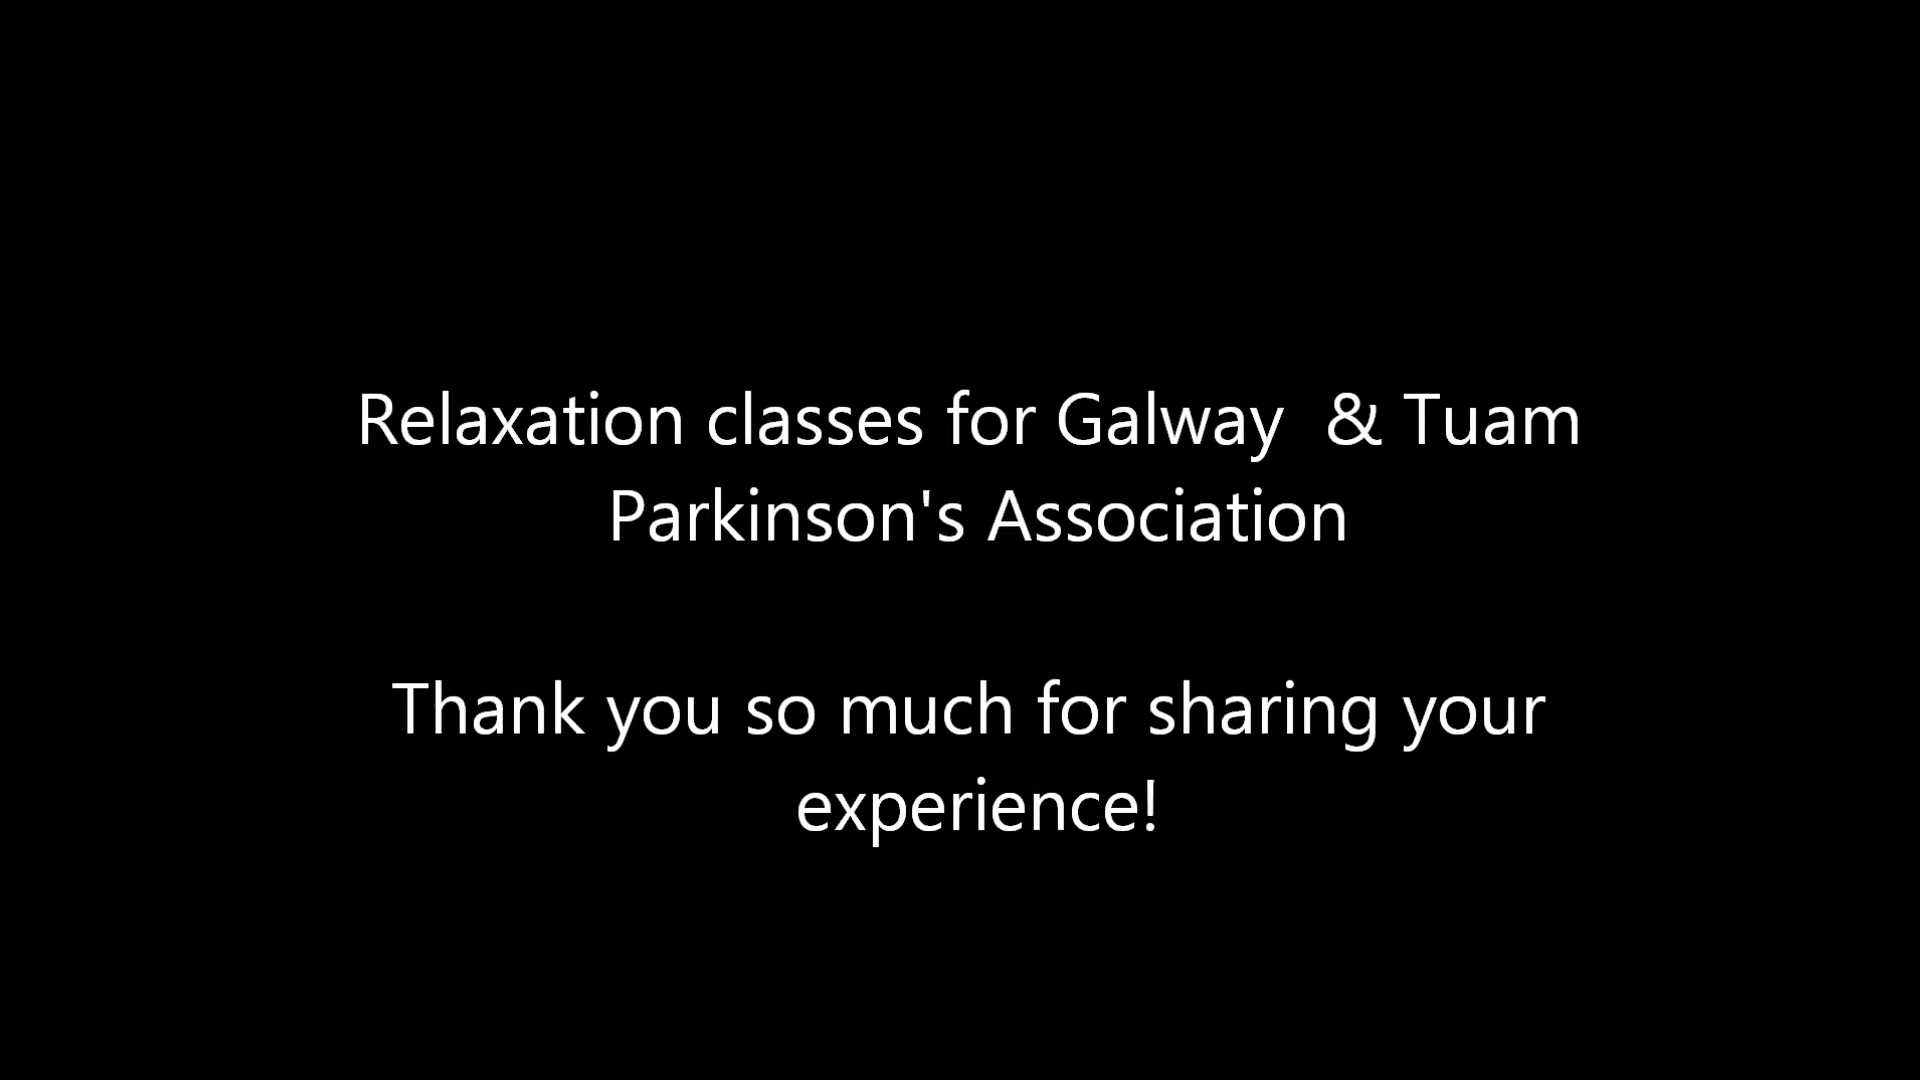 Relaxation classes for Galway  & Tuam
Parkinson's Association
Thank you so much for sharing your
experience!